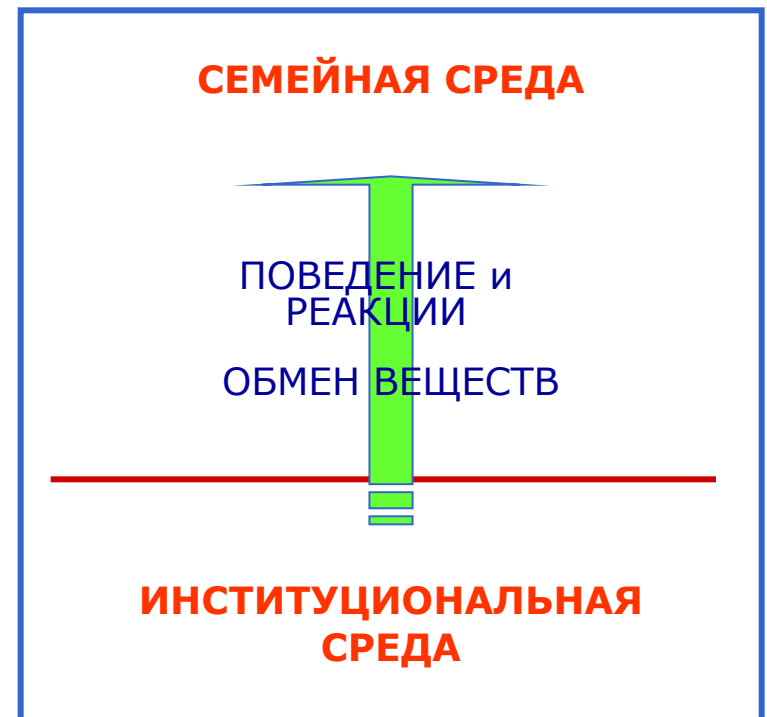 СЕМЕЙНАЯ СРЕДА
ПОВЕДЕНИЕ и
РЕАКЦИИ
ОБМЕН ВЕЩЕСТВ
ИНСТИТУЦИОНАЛЬНАЯ
СРЕДА